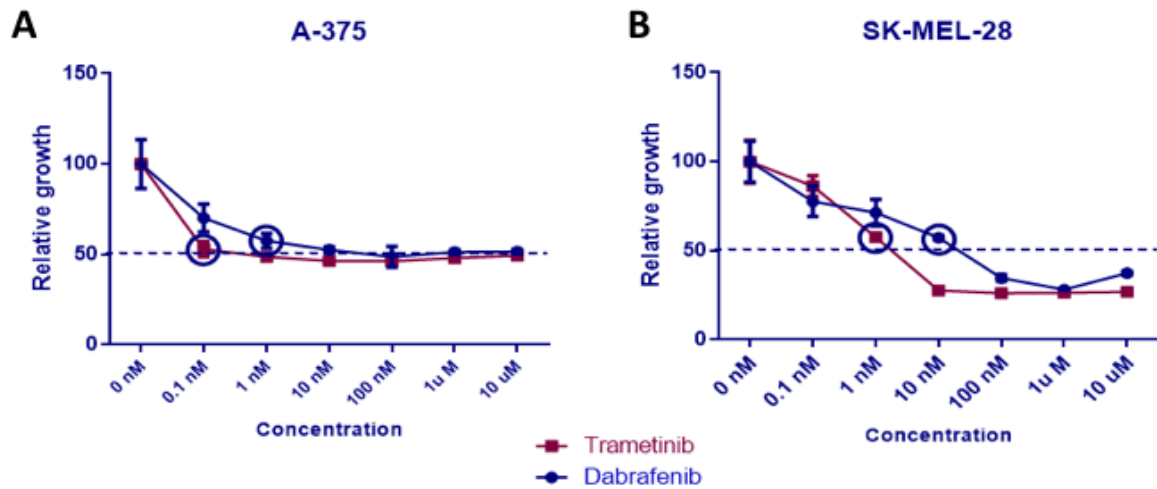 A
A-375
150
100
50
0
Relative growth
0 nM
0.1 nM
1 nM
10 nM
100 nM
1u M
10 uM
Concentration
B
SK-MEL-28
150
100
50
0
Relative growth
0 nM
0.1 nM
1 nM
10 nM
100 nM
1u M
10 uM
Concentration
Trametinib
Dabrafenib